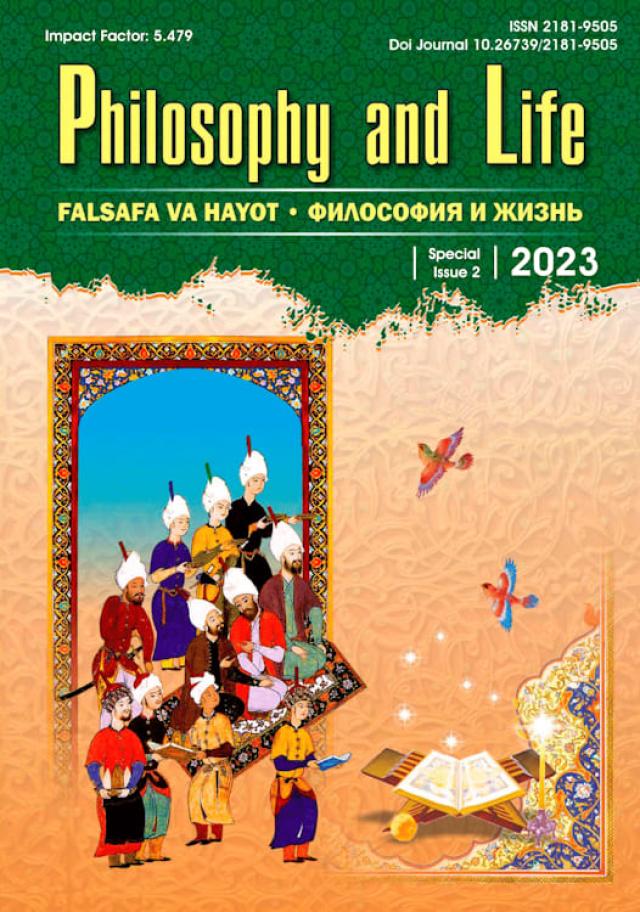 Impact Factor: 5.479
ISSN 2181-9505
Doi Journal 10.26739/2181-9505
Philosophy and Life
FALSAFA VA HAYOT • ФИЛОСОФИЯ И ЖИЗНЬ
Special
Issue 2
2023